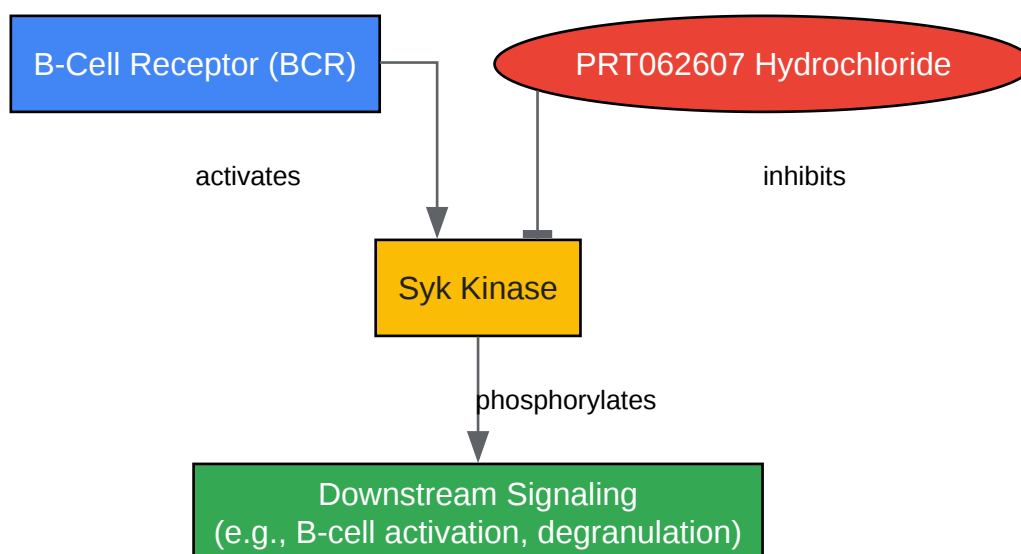 B-Cell Receptor (BCR)
PRT062607 Hydrochloride
activates
inhibits
Syk Kinase
phosphorylates
Downstream Signaling
(e.g., B-cell activation, degranulation)